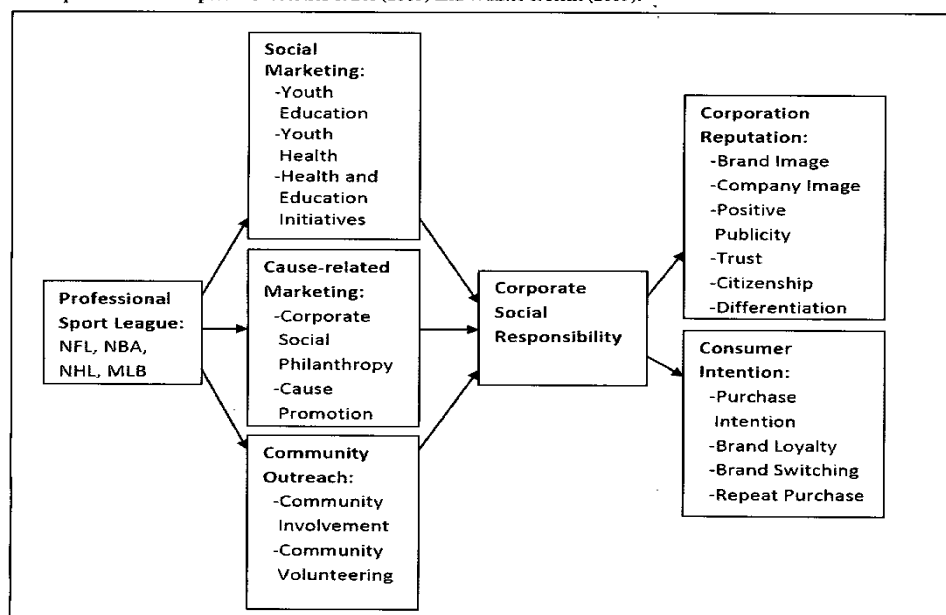 Social
Marketing:
-Youth
Education
-Youth
Health
-Health and
Education
Initiatives
Professional
Sport League:
NFL, NBA,
NHL, MLB
Cause-related
Marketing:
-Corporate
Social
Philanthropy
-Cause
Promotion
Community
Outreach:
-Community
Involvement
-Community
Volunteering
Corporate
Social
Responsibility
Corporation
Reputation:
-Brand Image
-Company Image
-Positive
Publicity
-Trust
-Citizenship
-Differentiation
Consumer
Intention:
-Purchase
Intention
-Brand Loyalty
-Brand Switching
-Repeat Purchase